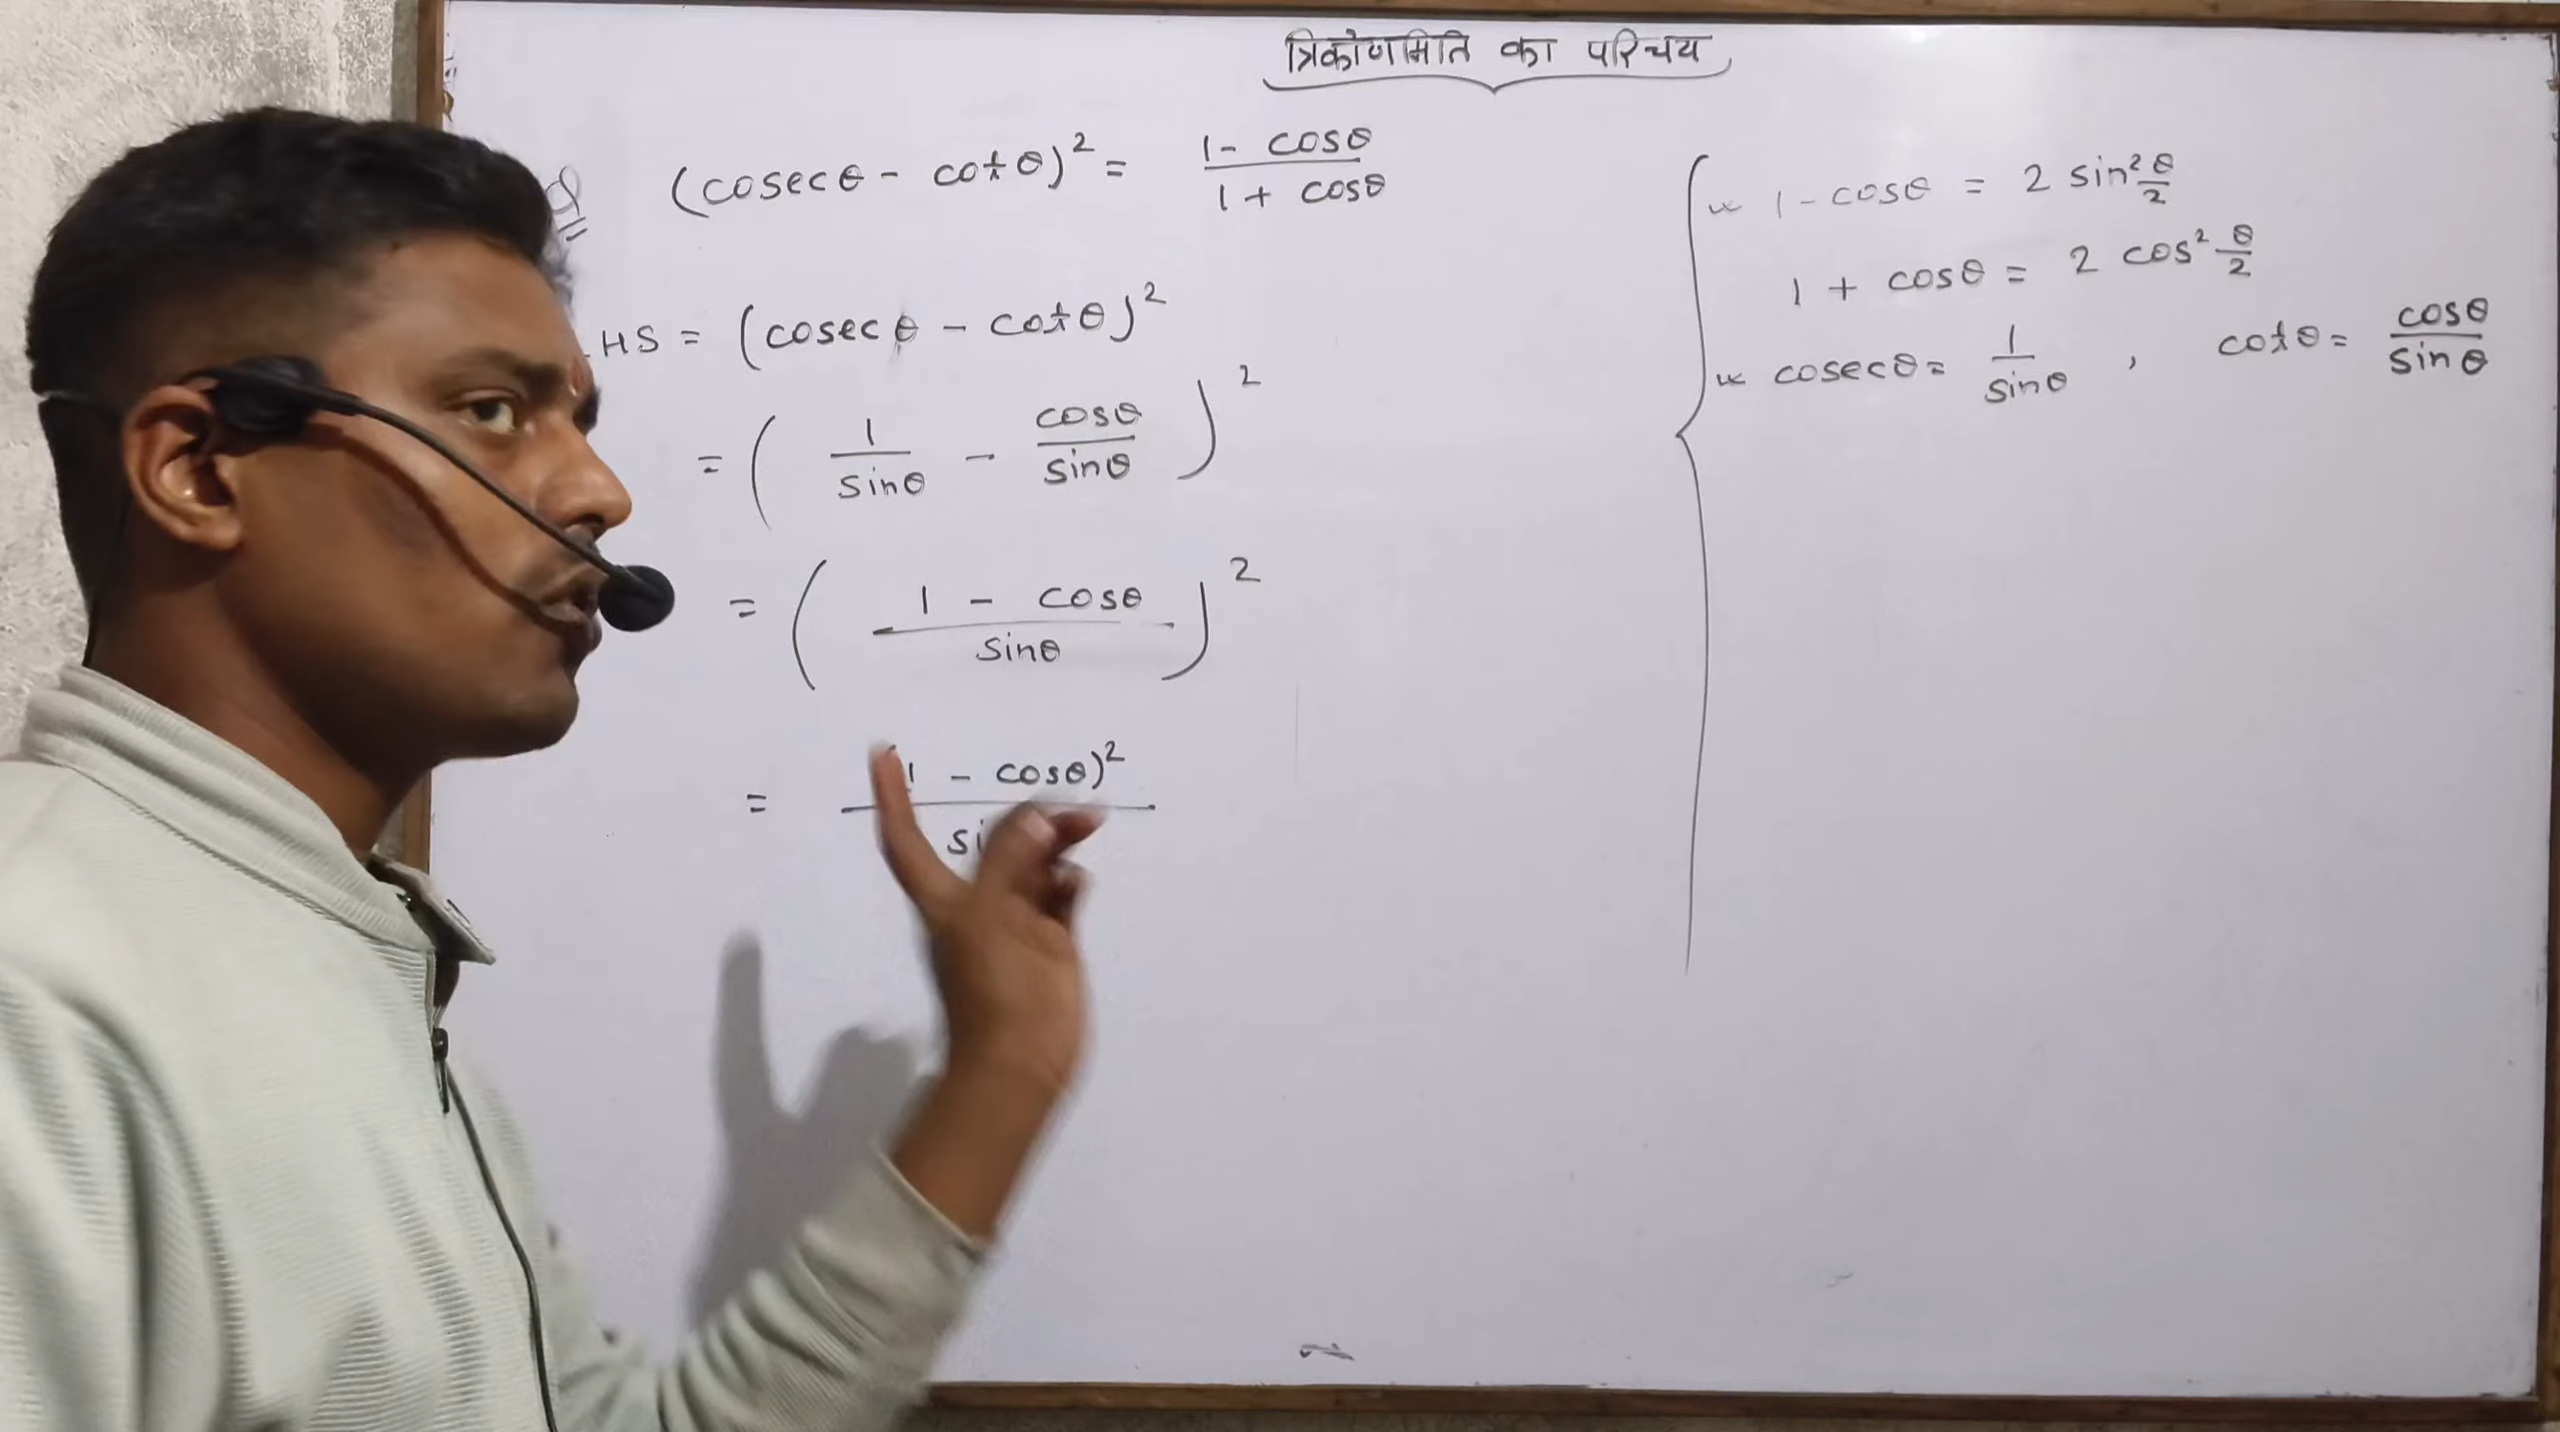 त्रिकोणमिति का परिचय
Q (cosecθ - cotθ)² = 1 - cosθ / 1 + cosθ
HS = (cosecθ - cotθ)²
= (1/sinθ - cosθ/sinθ)²
= (1 - cosθ / sinθ)²
= 1 - cosθ)² / si
1 - cosθ = 2 sin² θ/2
1 + cosθ = 2 cos² θ/2
cosecθ = 1/sinθ , cotθ = cosθ/sinθ